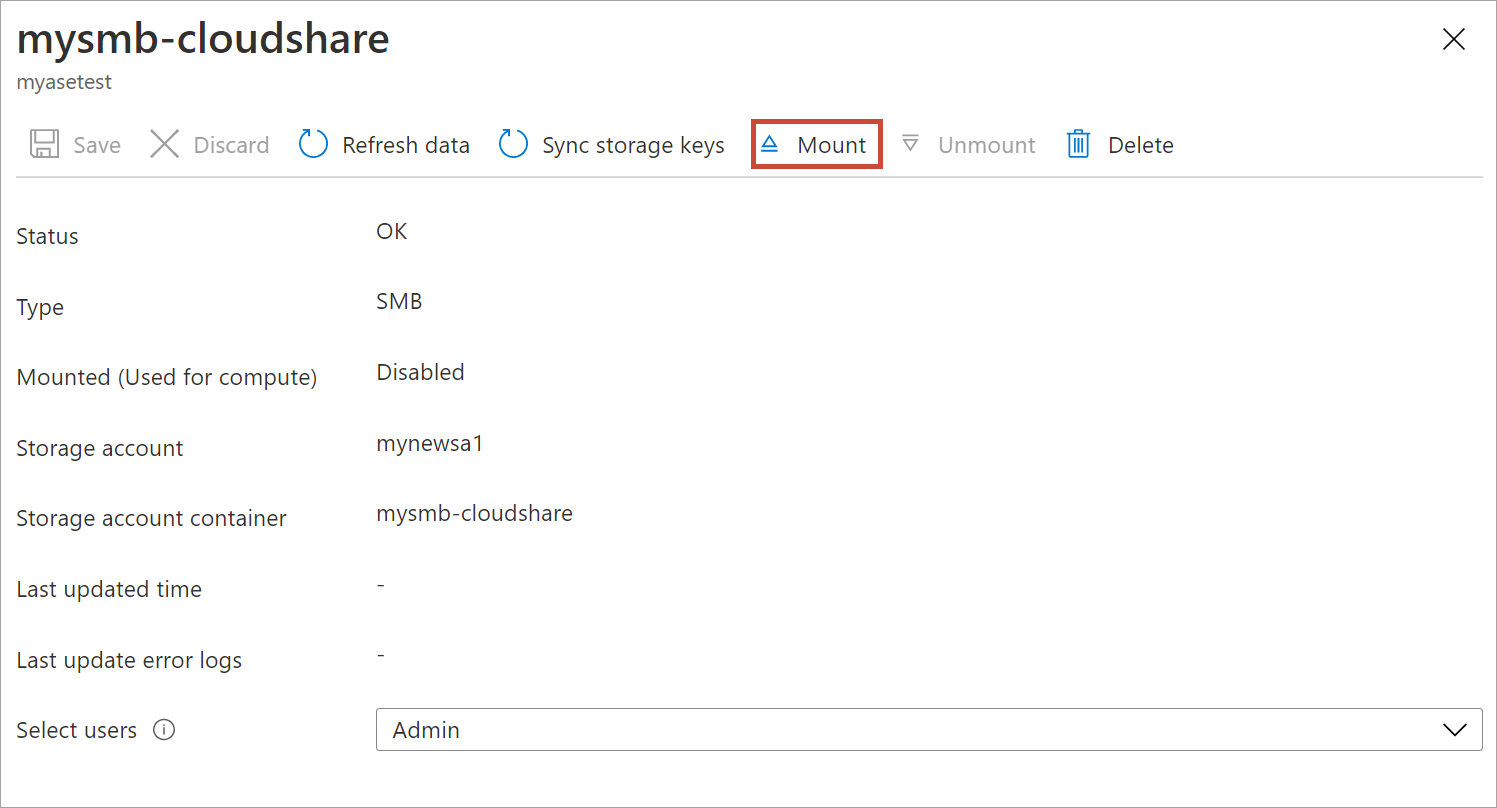 mysmb-cloudshare
myasetest
Save Discard Refresh data Sync storage keys Mount Unmount Delete
Status OK
Type SMB
Mounted (Used for compute) Disabled
Storage account mynewsa1
Storage account container mysmb-cloudshare
Last updated time -
Last update error logs -
Select users Admin